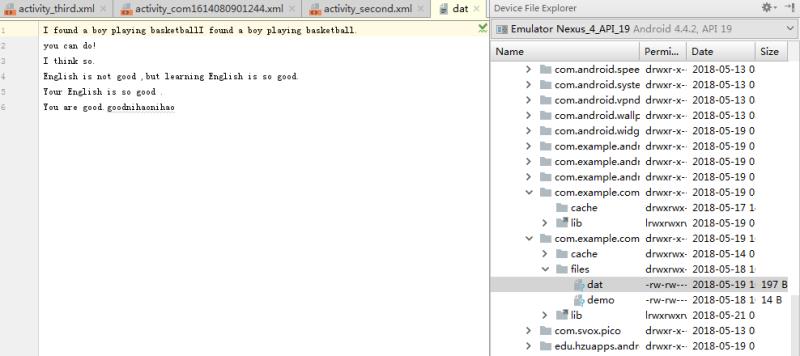 activity_third.xml × activity_com1614080901244.xml × activity_second.xml × dat ×
1 I found a boy playing basketballI found a boy playing basketball.
2 you can do!
3 I think so.
4 English is not good ,but learning English is so good.
5 Your English is so good .
6 You are good.goodnihaonihao
Device File Explorer
Emulator Nexus_4_API_19 Android 4.4.2, API 19
Name Permi... Date Size
com.android.spee drwxr-x-- 2018-05-13 0
com.android.syste drwxr-x-- 2018-05-13 0
com.android.vpnd drwxr-x-- 2018-05-13 0
com.android.wallp drwxr-x-- 2018-05-13 0
com.android.widg drwxr-x-- 2018-05-19 0
com.example.andr drwxr-x-- 2018-05-19 0
com.example.andr drwxr-x-- 2018-05-19 0
com.example.andr drwxr-x-- 2018-05-19 0
com.example.com drwxr-x-- 2018-05-19 0
cache drwxrwx- 2018-05-17 1
lib lrwxrwxrv 2018-05-19 0
com.example.com drwxr-x-- 2018-05-19 1
cache drwxrwx- 2018-05-14 0
files drwxrwx- 2018-05-18 1
dat -rw-rw--- 2018-05-19 1 197 B
demo -rw-rw--- 2018-05-18 1 14 B
lib lrwxrwxrv 2018-05-21 0
com.svox.pico drwxr-x-- 2018-05-13 0
edu.hzuapps.andr drwxr-x-- 2018-05-19 0